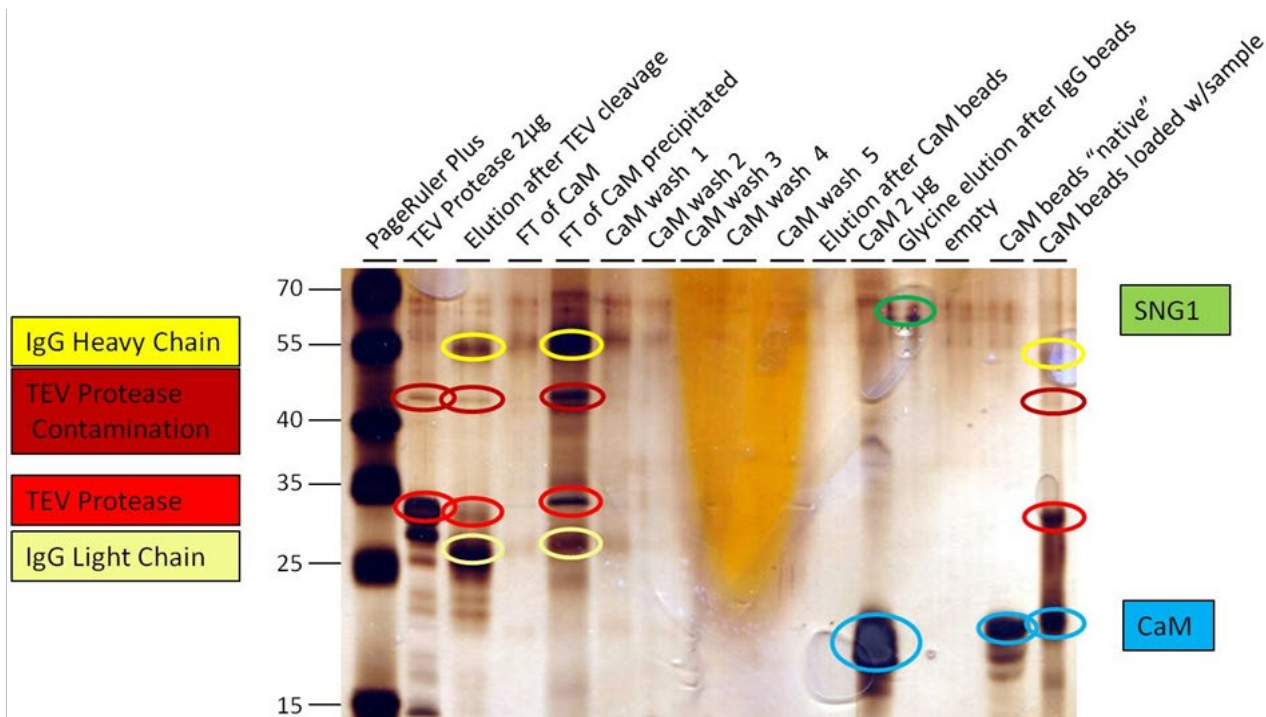 PageRuler Plus
TEV Protease 2µg
Elution after TEV cleavage
FT of CaM
FT of CaM precipitated
CaM wash 1
CaM wash 2
CaM wash 3
CaM wash 4
CaM wash 5
Elution after CaM beads
CaM 2 µg
Glycine elution after IgG beads
empty
CaM beads "native"
CaM beads loaded w/sample
70
55
40
35
25
15
IgG Heavy Chain
TEV Protease
Contamination
TEV Protease
IgG Light Chain
SNG1
CaM